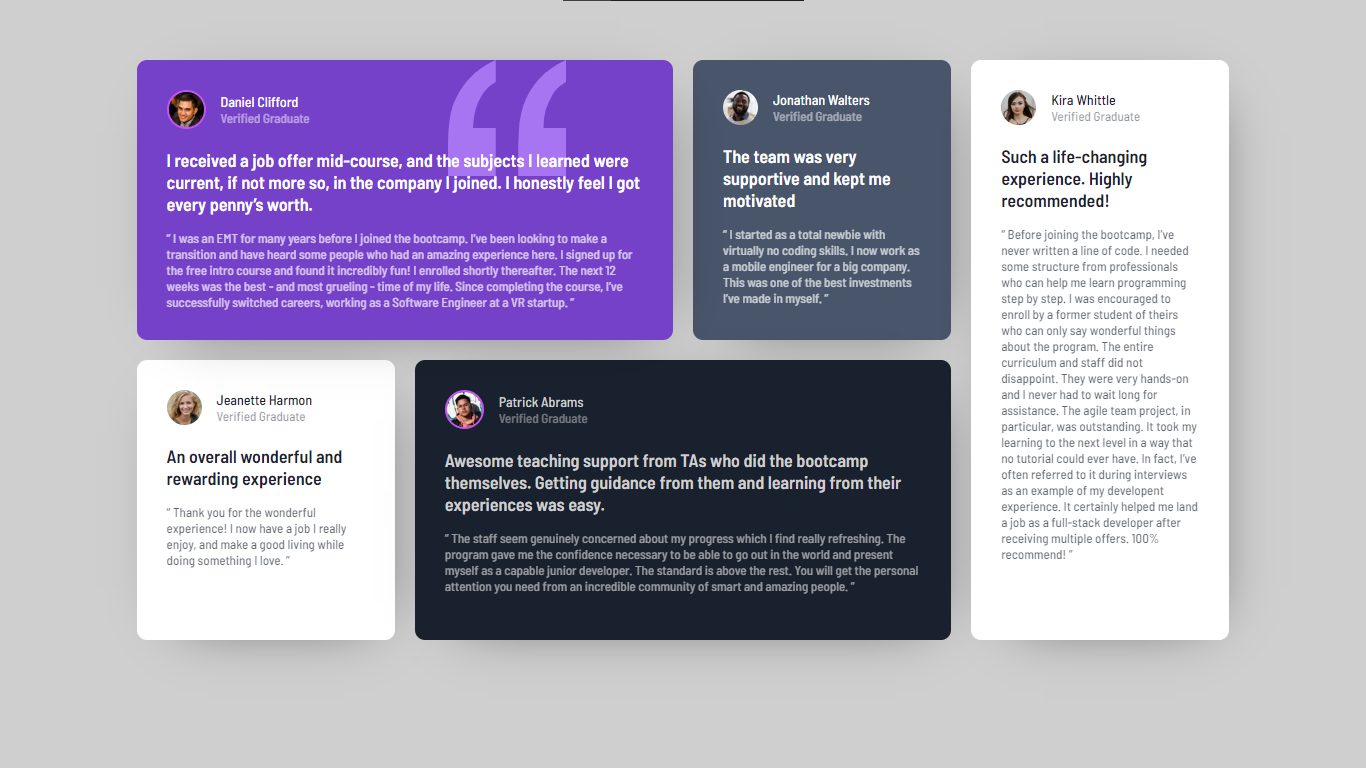 Daniel Clifford
Verified Graduate
I received a job offer mid-course, and the subjects I learned were
current, if not more so, in the company I joined. I honestly feel I got
every penny’s worth.
“ I was an EMT for many years before I joined the bootcamp. I’ve been looking to make a
transition and have heard some people who had an amazing experience here. I signed up for
the free intro course and found it incredibly fun! I enrolled shortly thereafter. The next 12
weeks was the best - and most grueling - time of my life. Since completing the course, I’ve
successfully switched careers, working as a Software Engineer at a VR startup. ”
Jonathan Walters
Verified Graduate
The team was very
supportive and kept me
motivated
“ I started as a total newbie with
virtually no coding skills. I now work as
a mobile engineer for a big company.
This was one of the best investments
I’ve made in myself. ”
Kira Whittle
Verified Graduate
Such a life-changing
experience. Highly
recommended!
“ Before joining the bootcamp, I’ve
never written a line of code. I needed
some structure from professionals
who can help me learn programming
step by step. I was encouraged to
enroll by a former student of theirs
who can only say wonderful things
about the program. The entire
curriculum and staff did not
disappoint. They were very hands-on
and I never had to wait long for
assistance. The agile team project, in
particular, was outstanding. It took my
learning to the next level in a way that
no tutorial could ever have. In fact, I’ve
often referred to it during interviews
as an example of my developent
experience. It certainly helped me land
a job as a full-stack developer after
receiving multiple offers. 100%
recommend! ”
Jeanette Harmon
Verified Graduate
An overall wonderful and
rewarding experience
“ Thank you for the wonderful
experience! I now have a job I really
enjoy, and make a good living while
doing something I love. ”
Patrick Abrams
Verified Graduate
Awesome teaching support from TAs who did the bootcamp
themselves. Getting guidance from them and learning from their
experiences was easy.
“ The staff seem genuinely concerned about my progress which I find really refreshing. The
program gave me the confidence necessary to be able to go out in the world and present
myself as a capable junior developer. The standard is above the rest. You will get the personal
attention you need from an incredible community of smart and amazing people. ”